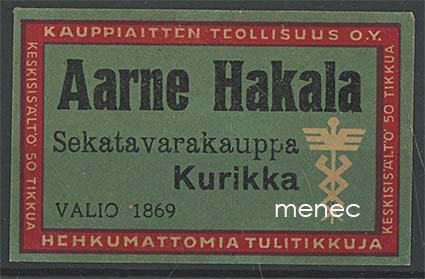 KAUPPIAITTEN TEOLLISUUS O.Y.
KESKISISÄLTÖ 50 TIKKUA
Aarne Hakala
Sekatavarakauppa
Kurikka
VALIO 1869
menec
KESKISISÄLTÖ 50 TIKKUA
HEHKUMATTOMIA TULITIKKUJA